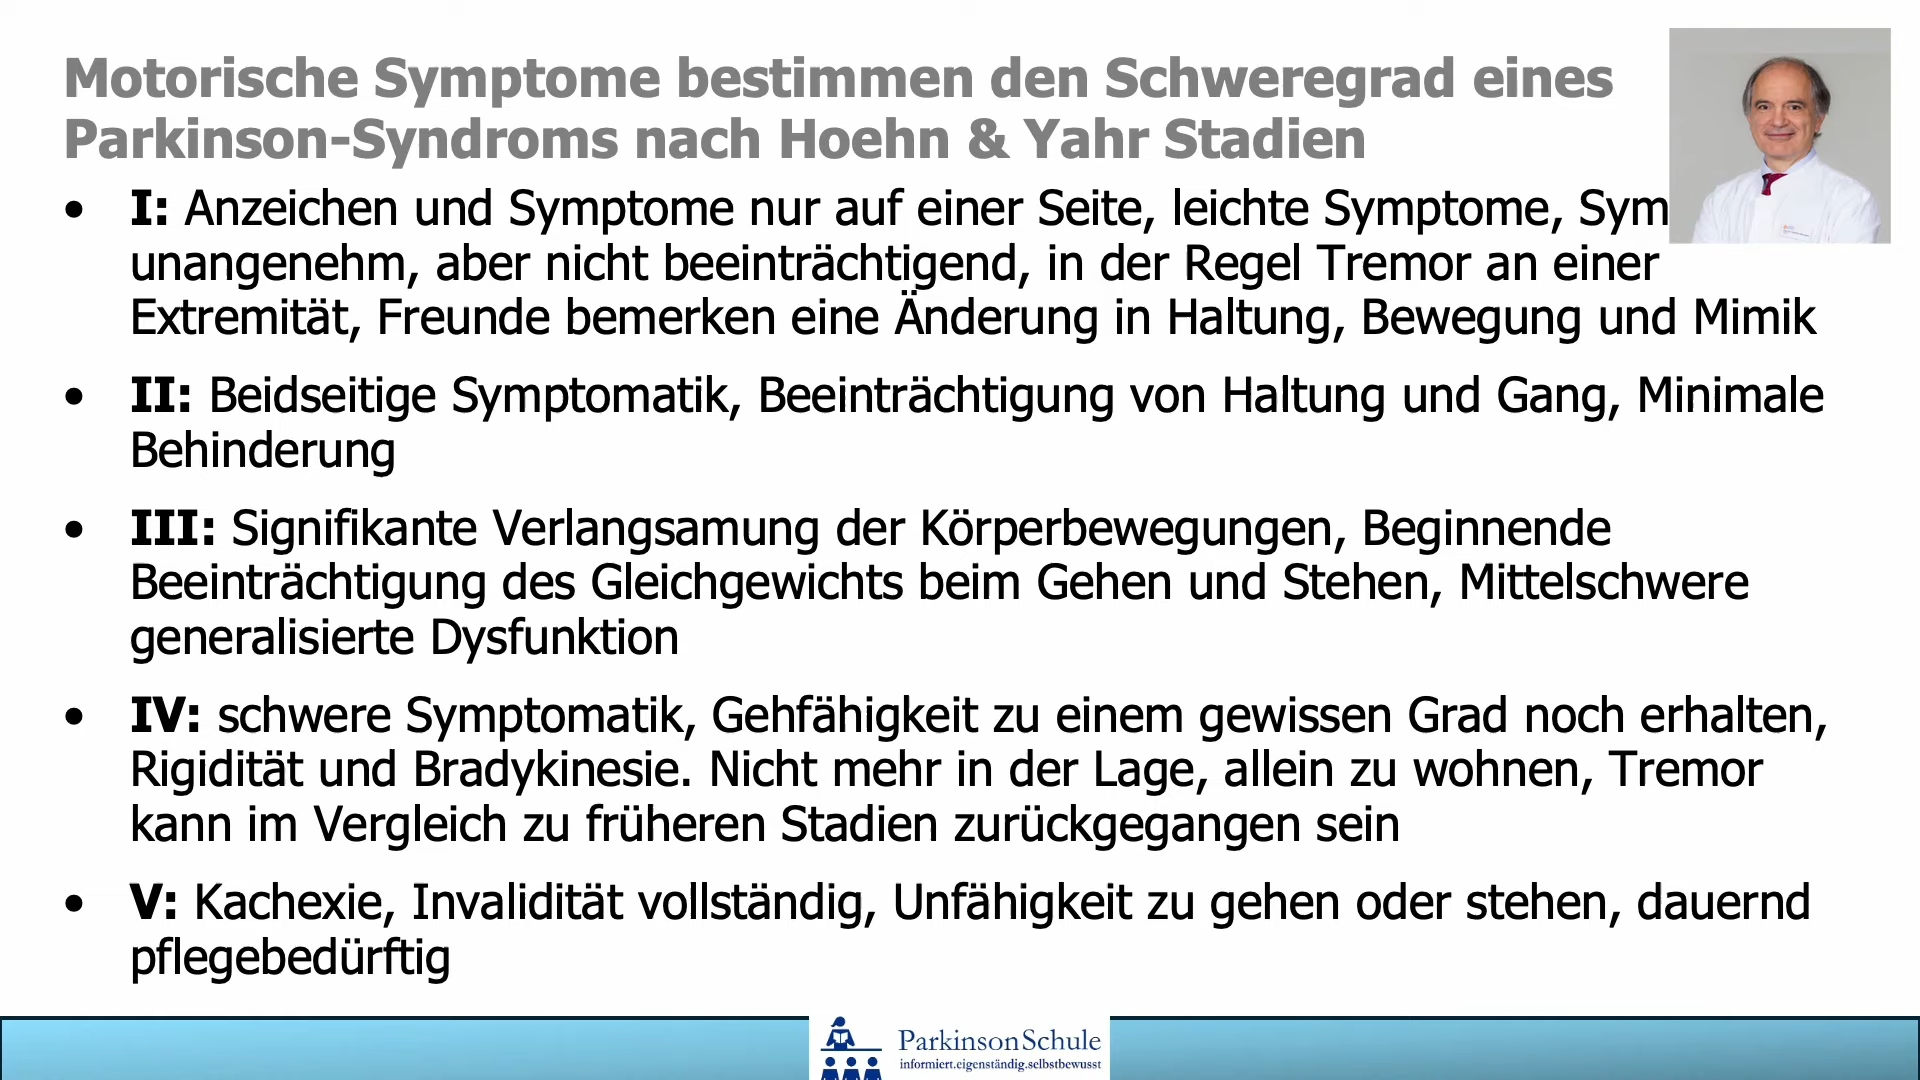 Motorische Symptome bestimmen den Schweregrad eines
Parkinson-Syndroms nach Hoehn & Yahr Stadien
• I: Anzeichen und Symptome nur auf einer Seite, leichte Symptome, Sym
unangenehm, aber nicht beeinträchtigend, in der Regel Tremor an einer
Extremität, Freunde bemerken eine Änderung in Haltung, Bewegung und Mimik
• II: Beidseitige Symptomatik, Beeinträchtigung von Haltung und Gang, Minimale
Behinderung
• III: Signifikante Verlangsamung der Körperbewegungen, Beginnende
Beeinträchtigung des Gleichgewichts beim Gehen und Stehen, Mittelschwere
generalisierte Dysfunktion
• IV: schwere Symptomatik, Gehfähigkeit zu einem gewissen Grad noch erhalten,
Rigidität und Bradykinesie. Nicht mehr in der Lage, allein zu wohnen, Tremor
kann im Vergleich zu früheren Stadien zurückgegangen sein
• V: Kachexie, Invalidität vollständig, Unfähigkeit zu gehen oder stehen, dauernd
pflegebedürftig
ParkinsonSchule
informiert.eigenständig.selbstbewusst